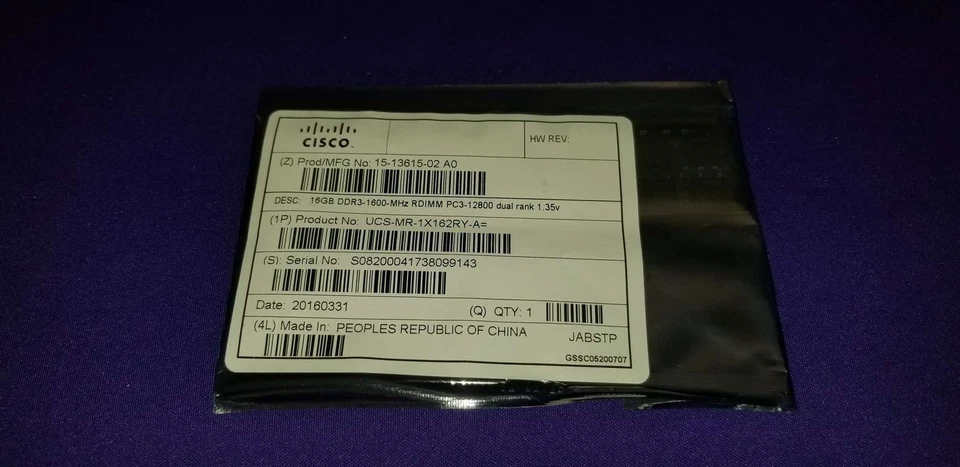 CISCO
HW REV:
(Z) Prod/MFG No: 15-13615-02 A0
DESC: 16GB DDR3-1600-MHz RDIMM PC3-12800 dual rank 1.35v
(1P) Product No: UCS-MR-1X162RY-A=
(S): Serial No: S08200041738099143
Date: 20160331 (Q) QTY: 1
(4L) Made In: PEOPLES REPUBLIC OF CHINA JABSTP
GSSC05200707